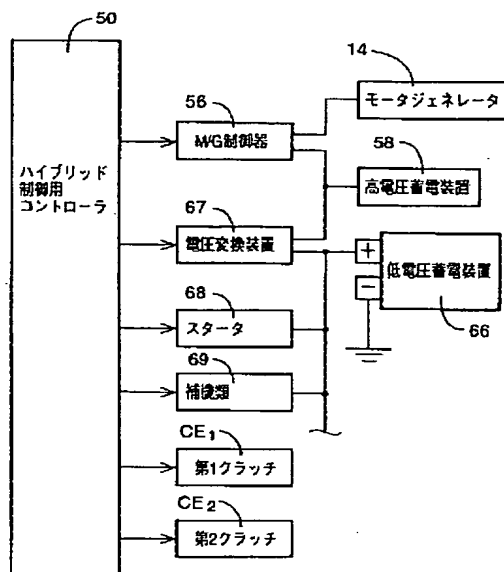 50
14
56
モータジェネレータ
M/G制御器
58
ハイブリッド
制御用
コントローラ
高電圧蓄電装置
67
電圧変換装置
+
低電圧蓄電装置
−
66
68
スタータ
69
補機類
CE1
第1クラッチ
CE2
第2クラッチ